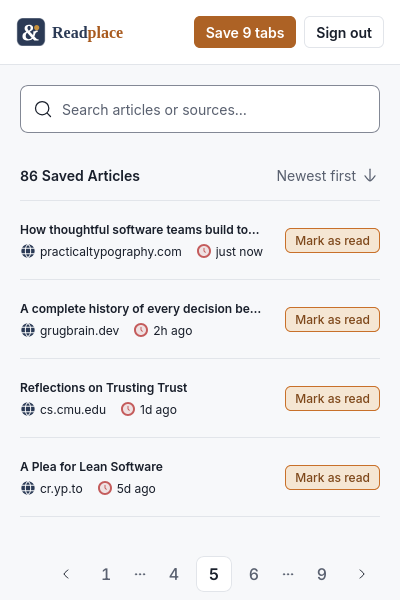 & Readplace
Save 9 tabs
Sign out
Search articles or sources...
86 Saved Articles
Newest first
How thoughtful software teams build to...
Mark as read
practicaltypography.com
just now
A complete history of every decision be...
Mark as read
grugbrain.dev
2h ago
Reflections on Trusting Trust
Mark as read
cs.cmu.edu
1d ago
A Plea for Lean Software
Mark as read
cr.yp.to
5d ago
1 ... 4 5 6 ... 9